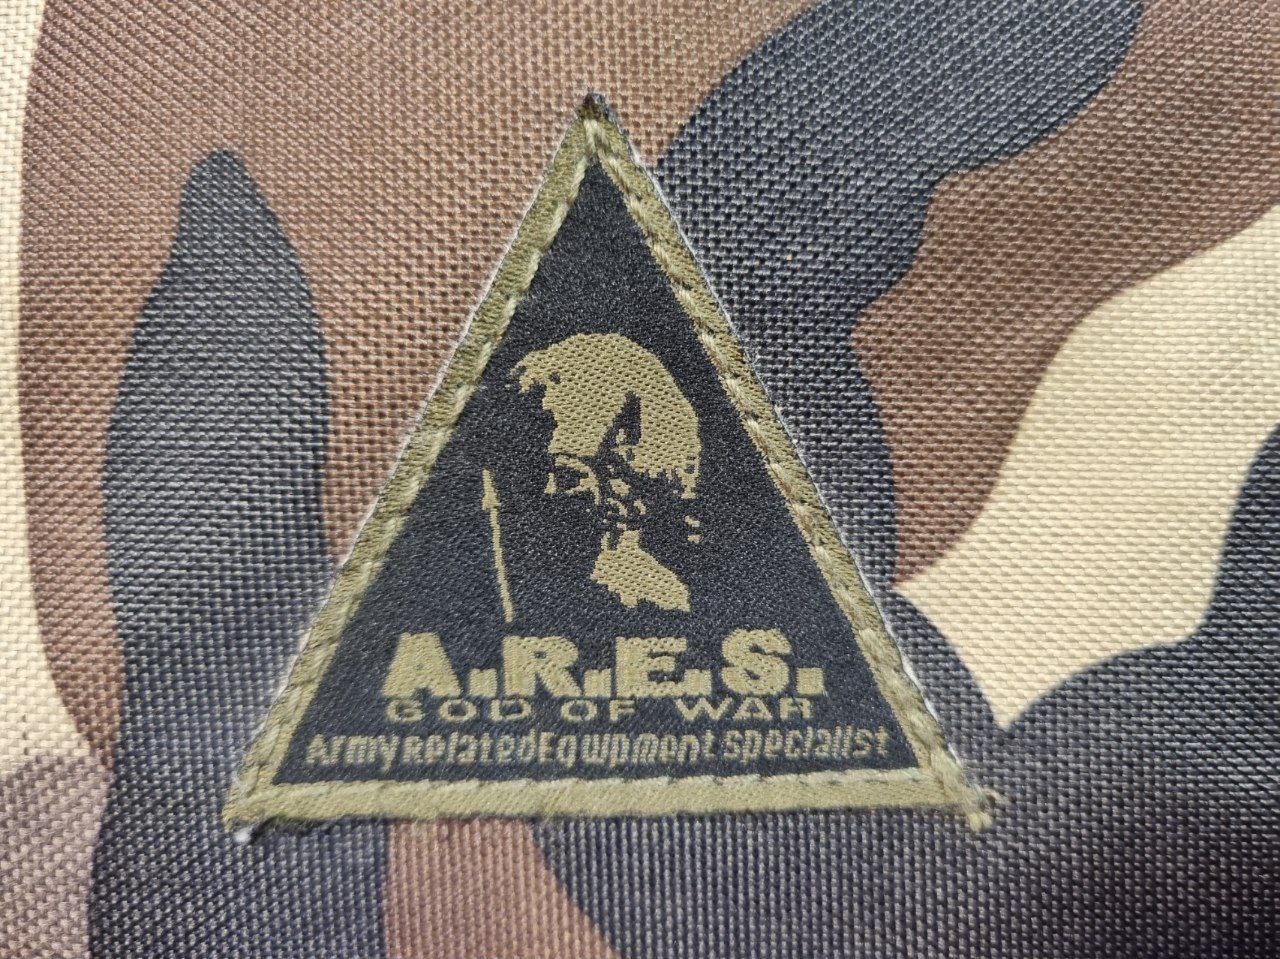 A.R.E.S.
GOD OF WAR
Army Related Equipment Specialist